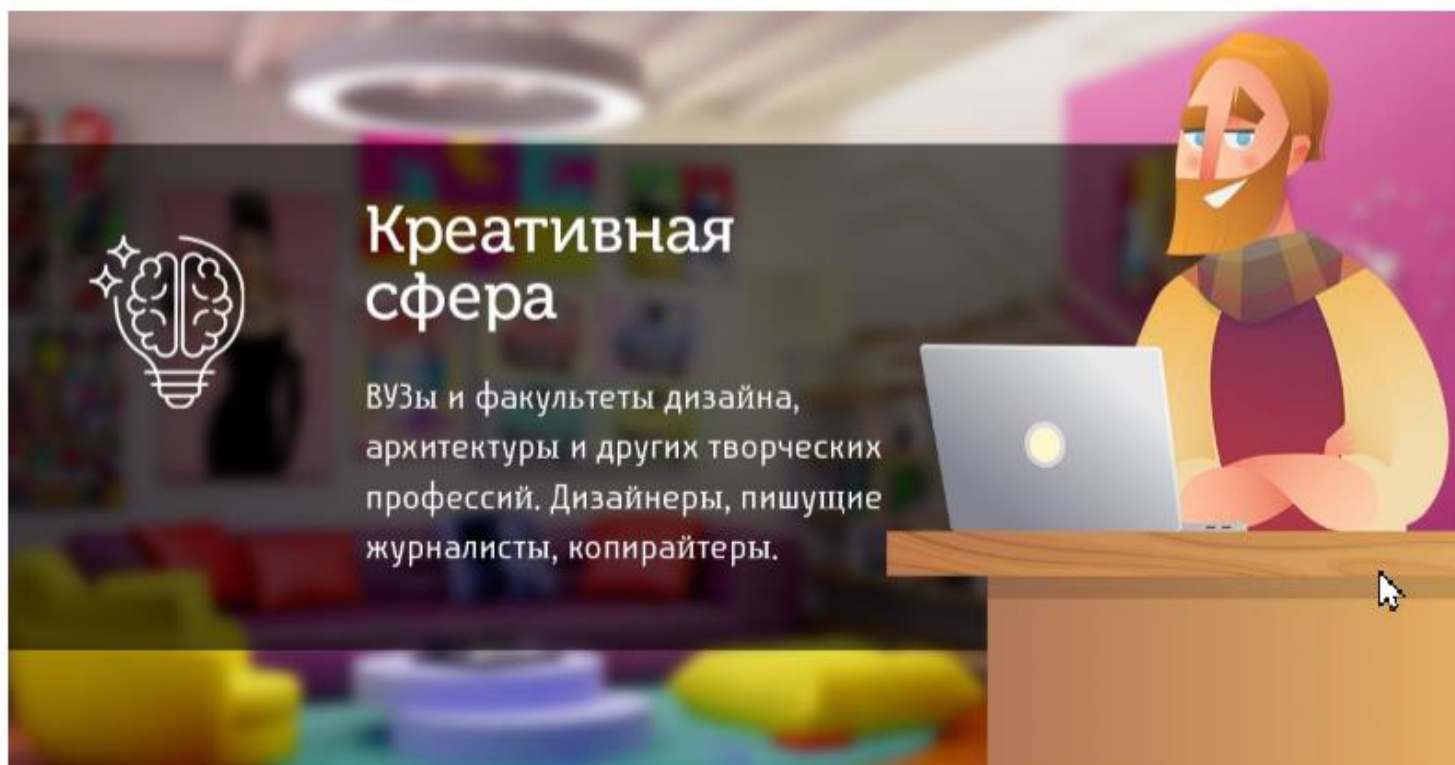 Креативная
сфера
ВУЗы и факультеты дизайна,
архитектуры и других творческих
профессий. Дизайнеры, пишущие
журналисты, копирайтеры.